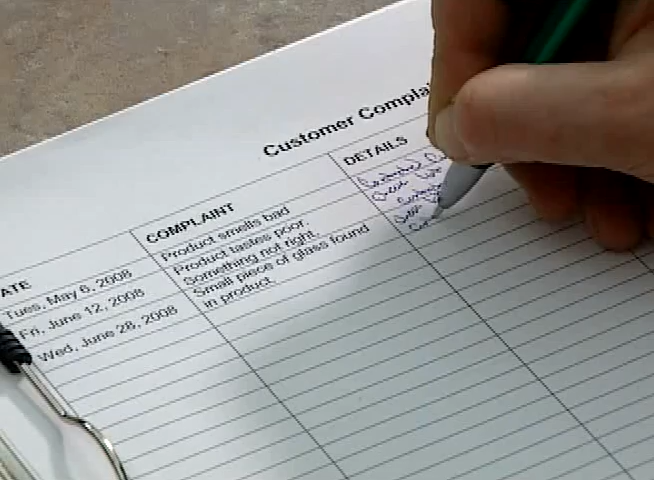 Customer Complai
ATE COMPLAINT DETAILS
Tues, May 6, 2008 Product smells bad
Fri, June 12, 2008 Product tastes poor.
Something not right.
Wed, June 28, 2008 Small piece of glass found
in product.